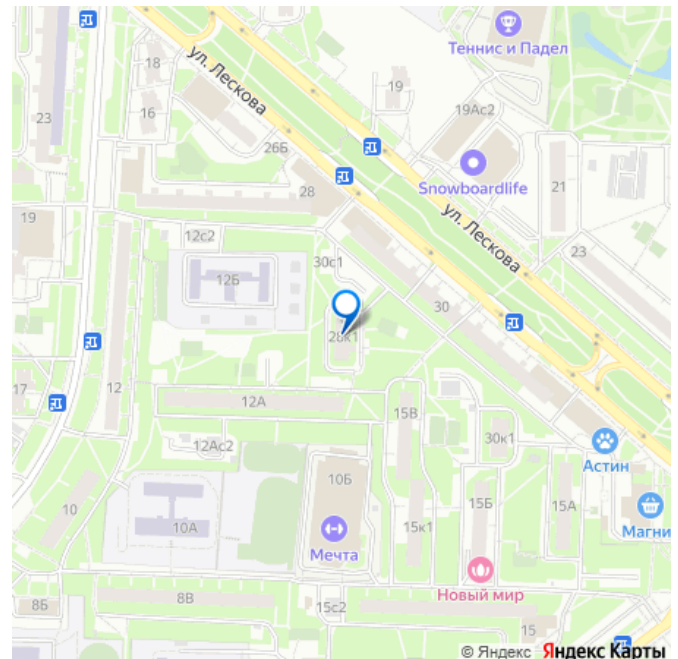 Теннис и Падел
ул. Лескова
18
19
23
16
19Ас2
26Б
Snowboardlife
28
21
ул. Лескова
19
12с2
23
30с1
12Б
30
28к1
17
12
12А
15В
30к1
12Ас2
Астин
10Б
10
15Б
15А
Магни
10А
15к1
Мечта
Новый мир
8Б
8В
15с2
15
© Яндекс Яндекс Карты